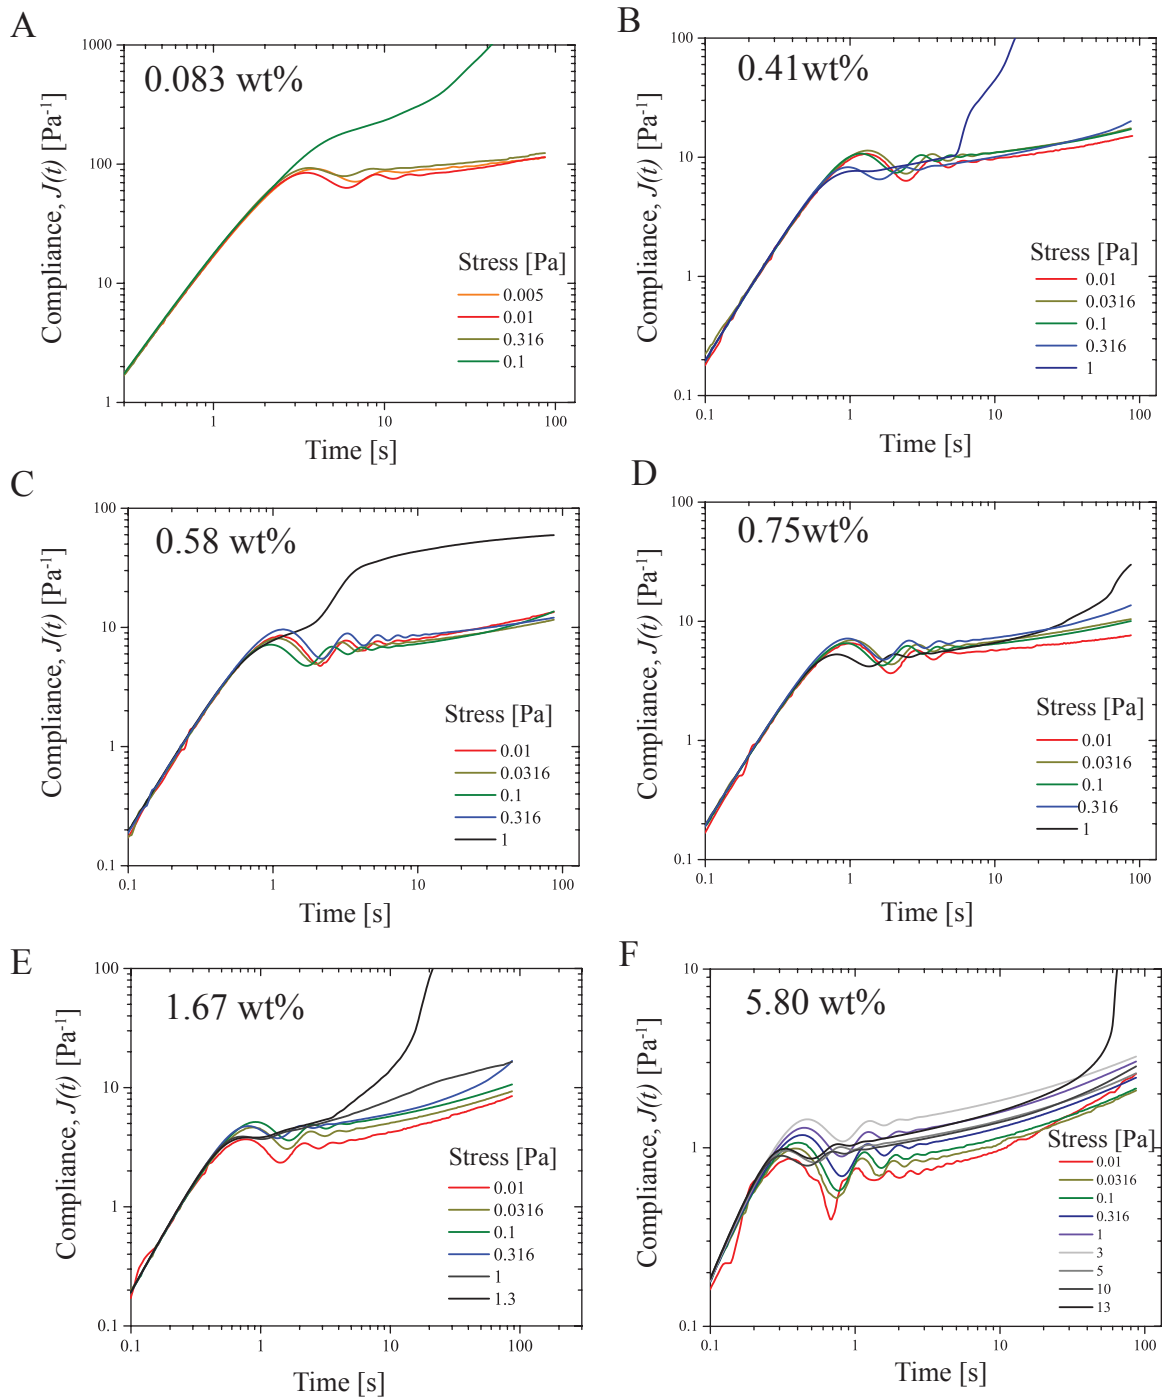 A
0.083 wt%
1000
100
10
1
Compliance, J(t) [Pa-1]
Stress [Pa]
0.005
0.01
0.316
0.1
1
10
100
Time [s]
B
0.41wt%
100
10
1
0.1
Compliance, J(t) [Pa-1]
Stress [Pa]
0.01
0.0316
0.1
0.316
1
0.1
1
10
100
Time [s]
C
0.58 wt%
100
10
1
0.1
Compliance, J(t) [Pa-1]
Stress [Pa]
0.01
0.0316
0.1
0.316
1
0.1
1
10
100
Time [s]
D
0.75wt%
100
10
1
0.1
Compliance, J(t) [Pa-1]
Stress [Pa]
0.01
0.0316
0.1
0.316
1
0.1
1
10
100
Time [s]
E
1.67 wt%
100
10
1
0.1
Compliance, J(t) [Pa-1]
Stress [Pa]
0.01
0.0316
0.1
0.316
1
1.3
0.1
1
10
100
Time [s]
F
5.80 wt%
10
1
0.1
Compliance, J(t) [Pa-1]
Stress [Pa]
0.01
0.0316
0.1
0.316
1
3
5
10
13
0.1
1
10
100
Time [s]